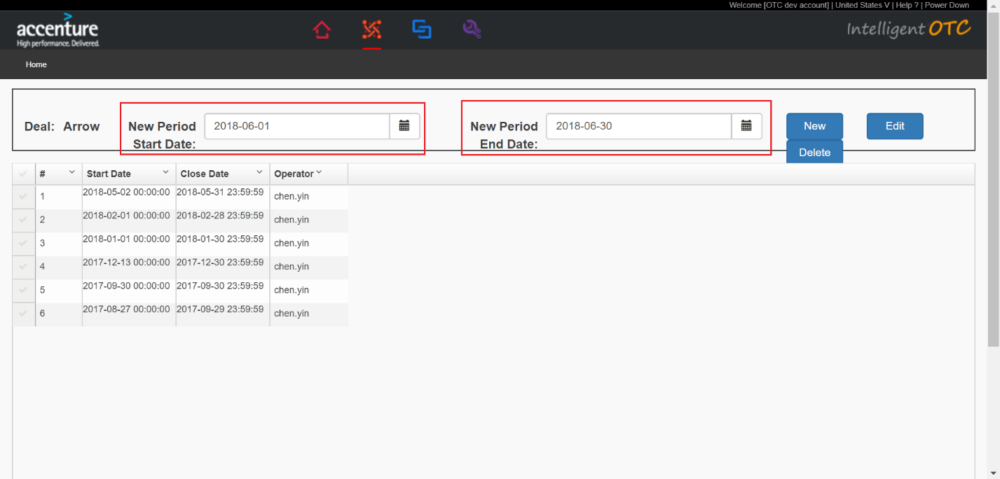 Welcome [OTC dev account] | United States V | Help ? | Power Down
accenture
High performance. Delivered.
Intelligent OTC
Home
Deal: Arrow
New Period Start Date:
2018-06-01
New Period End Date:
2018-06-30
New
Edit
Delete
# Start Date Close Date Operator
1 2018-05-02 00:00:00 2018-05-31 23:59:59 chen.yin
2 2018-02-01 00:00:00 2018-02-28 23:59:59 chen.yin
3 2018-01-01 00:00:00 2018-01-30 23:59:59 chen.yin
4 2017-12-13 00:00:00 2017-12-30 23:59:59 chen.yin
5 2017-09-30 00:00:00 2017-09-30 23:59:59 chen.yin
6 2017-08-27 00:00:00 2017-09-29 23:59:59 chen.yin